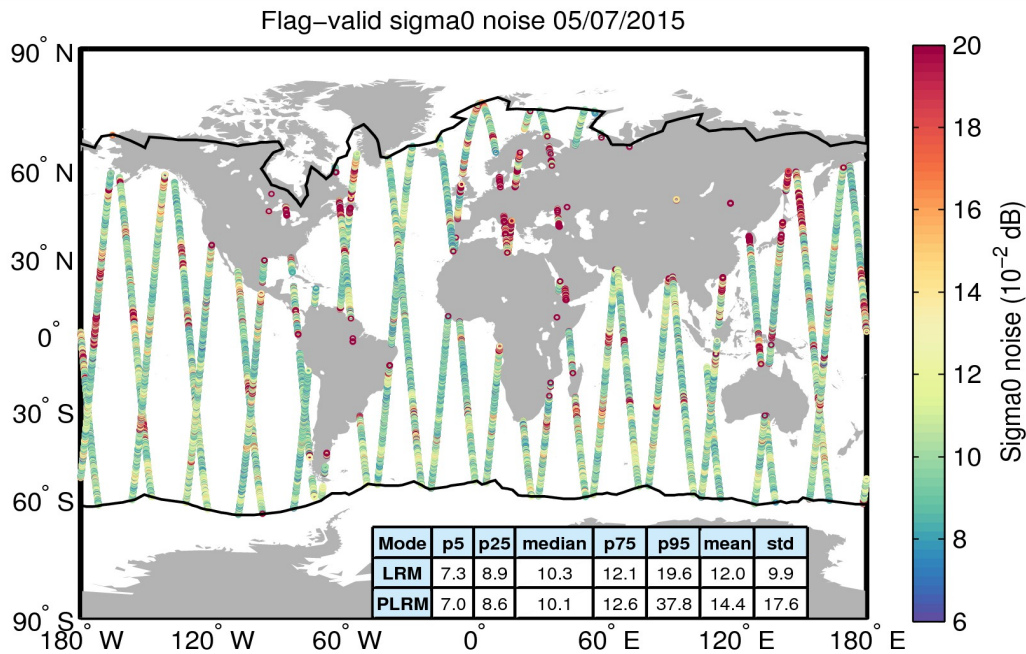 Flag−valid sigma0 noise 05/07/2015
90° N
60° N
30° N
0°
30° S
60° S
90° S
180° W
120° W
60° W
0°
60° E
120° E
180° E
20
18
16
14
12
10
8
6
Sigma0 noise (10⁻² dB)
Mode p5 p25 median p75 p95 mean std
LRM 7.3 8.9 10.3 12.1 19.6 12.0 9.9
PLRM 7.0 8.6 10.1 12.6 37.8 14.4 17.6